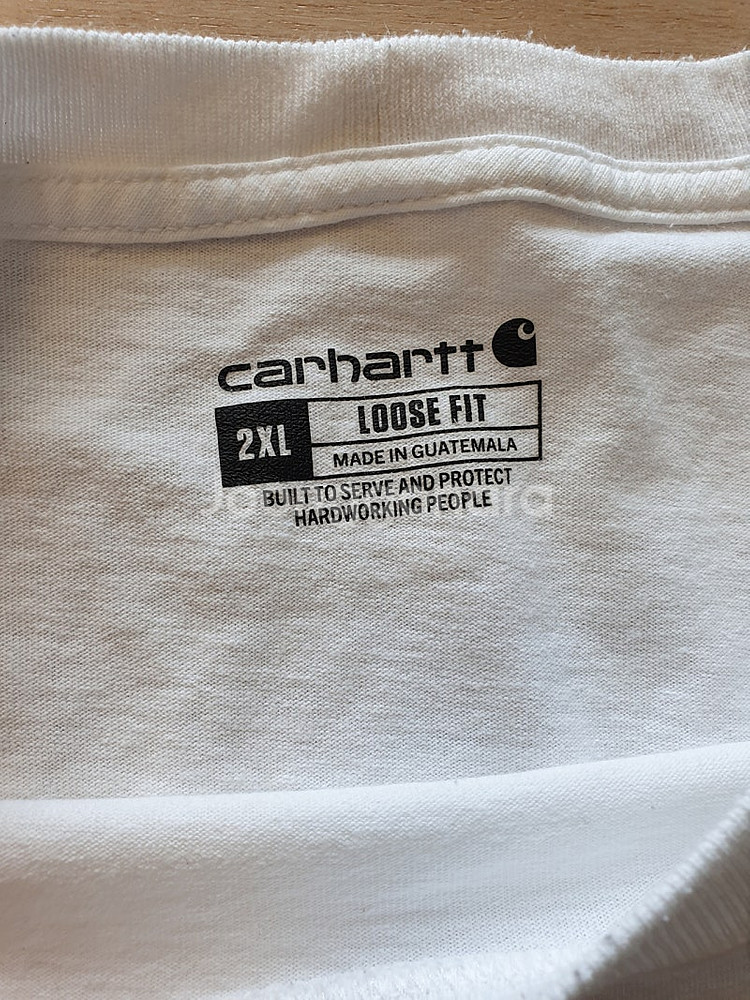 carhartt
2XL
LOOSE FIT
MADE IN GUATEMALA
BUILT TO SERVE AND PROTECT
HARDWORKING PEOPLE